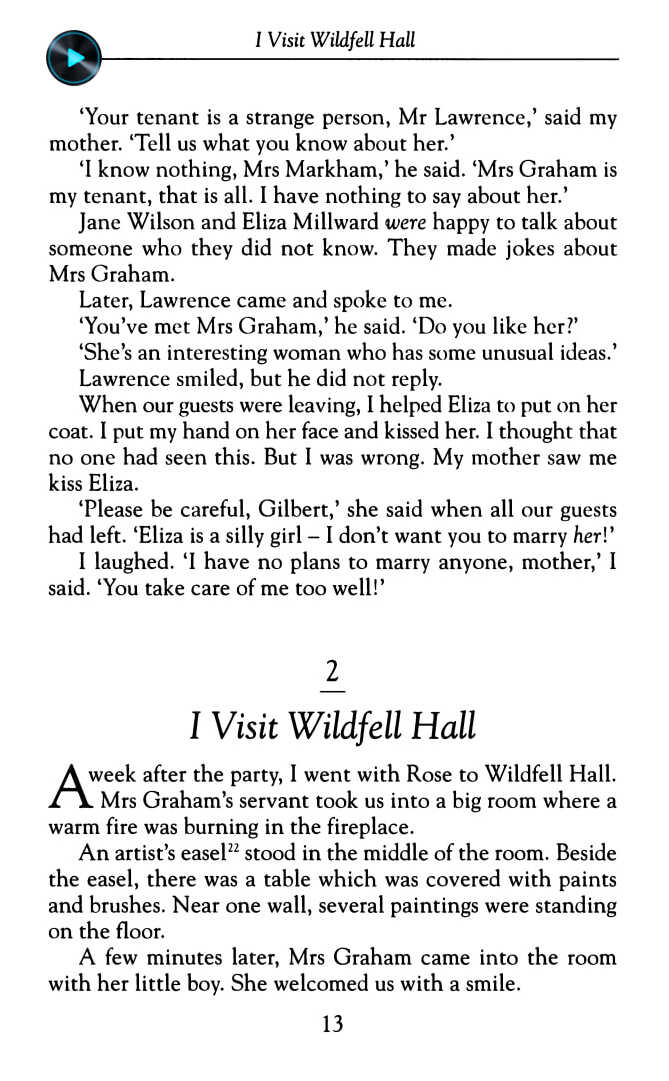 I Visit Wildfell Hall
‘Your tenant is a strange person, Mr Lawrence,’ said my
mother. ‘Tell us what you know about her.’
‘I know nothing, Mrs Markham,’ he said. ‘Mrs Graham is
my tenant, that is all. I have nothing to say about her.’
Jane Wilson and Eliza Millward were happy to talk about
someone who they did not know. They made jokes about
Mrs Graham.
Later, Lawrence came and spoke to me.
‘You’ve met Mrs Graham,’ he said. ‘Do you like her?’
‘She’s an interesting woman who has some unusual ideas.’
Lawrence smiled, but he did not reply.
When our guests were leaving, I helped Eliza to put on her
coat. I put my hand on her face and kissed her. I thought that
no one had seen this. But I was wrong. My mother saw me
kiss Eliza.
‘Please be careful, Gilbert,’ she said when all our guests
had left. ‘Eliza is a silly girl – I don’t want you to marry her!’
I laughed. ‘I have no plans to marry anyone, mother,’ I
said. ‘You take care of me too well!’
2
I Visit Wildfell Hall
A week after the party, I went with Rose to Wildfell Hall.
Mrs Graham’s servant took us into a big room where a
warm fire was burning in the fireplace.
An artist’s easel²² stood in the middle of the room. Beside
the easel, there was a table which was covered with paints
and brushes. Near one wall, several paintings were standing
on the floor.
A few minutes later, Mrs Graham came into the room
with her little boy. She welcomed us with a smile.
13